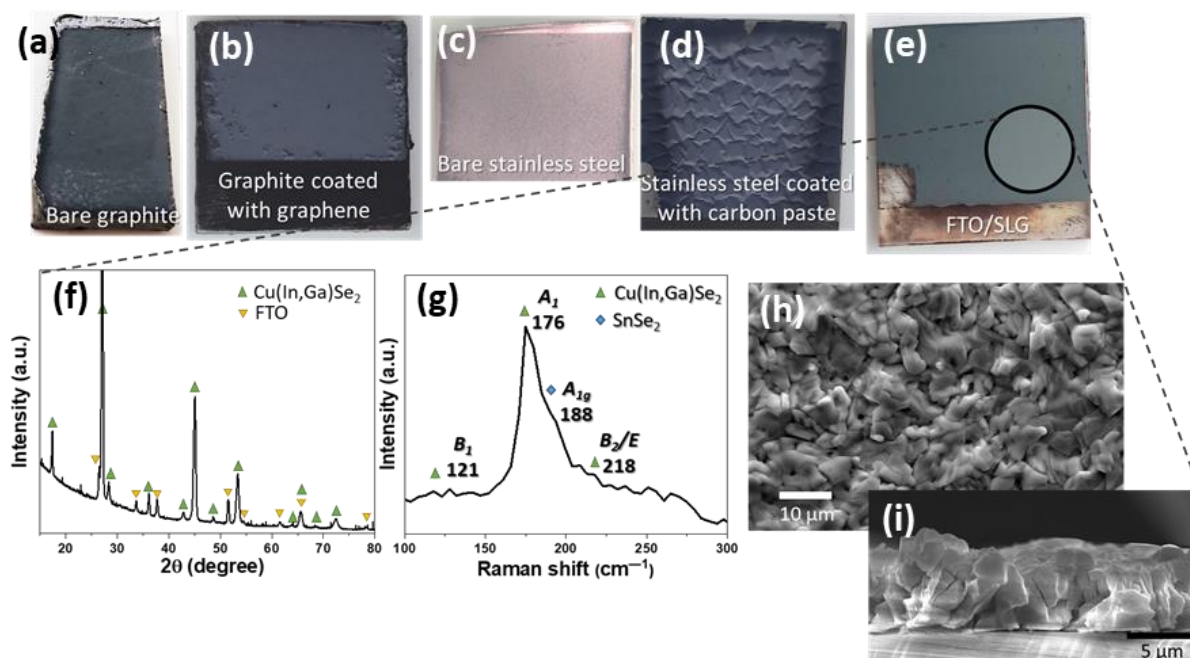 (a)
Bare graphite
(b)
Graphite coated
with graphene
(c)
Bare stainless steel
(d)
Stainless steel coated
with carbon paste
(e)
FTO/SLG
(f)
Cu(In,Ga)Se₂
FTO
Intensity (a.u.)
20 30 40 50 60 70 80
2θ (degree)
(g)
Cu(In,Ga)Se₂
SnSe₂
A₁
176
A₁g
188
B₁
121
B₂/E
218
Intensity (a.u.)
100 150 200 250 300
Raman shift (cm⁻¹)
(h)
10 µm
(i)
5 µm